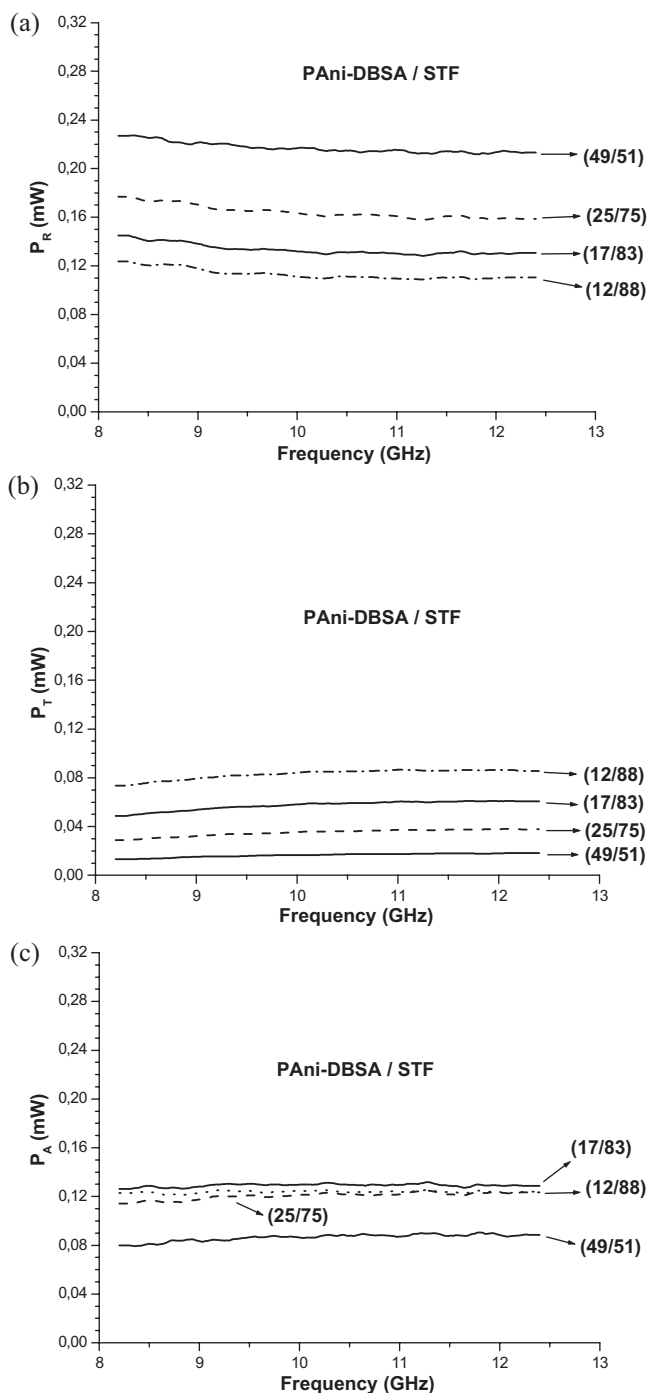 (a)
0,32
0,28
0,24
0,20
0,16
0,12
0,08
0,04
0,00
P_R (mW)
PAni-DBSA / STF
(49/51)
(25/75)
(17/83)
(12/88)
8 9 10 11 12 13
Frequency (GHz)
(b)
0,32
0,28
0,24
0,20
0,16
0,12
0,08
0,04
0,00
P_T (mW)
PAni-DBSA / STF
(12/88)
(17/83)
(25/75)
(49/51)
8 9 10 11 12 13
Frequency (GHz)
(c)
0,32
0,28
0,24
0,20
0,16
0,12
0,08
0,04
0,00
P_A (mW)
PAni-DBSA / STF
(17/83)
(12/88)
(25/75)
(49/51)
8 9 10 11 12 13
Frequency (GHz)